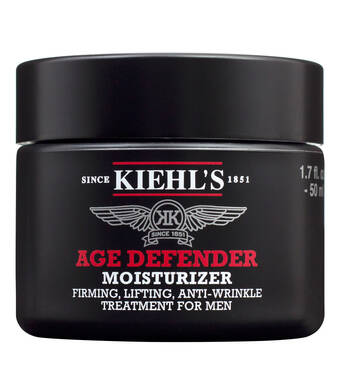 SINCE KIEHL'S 1851
1.7 fl. oz
- 50 ml
KK
SINCE 1851
AGE DEFENDER
MOISTURIZER
FIRMING, LIFTING, ANTI-WRINKLE
TREATMENT FOR MEN